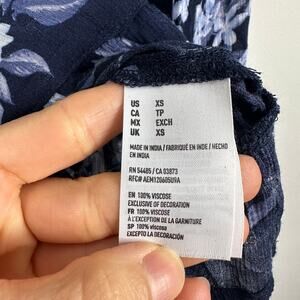 US XS
CA TP
MX EXCH
UK XS
MADE IN INDIA / FABRIQUÉ EN INDE / HECHO
EN INDIA
RN 54485 / CA 03873
RFC® AEM120605U9A
EN 100% VISCOSE
EXCLUSIVE OF DECORATION
FR 100% VISCOSE
À L'EXCEPTION DE LA GARNITURE
SP 100% viscosa
EXCEPTO LA DECORACIÓN